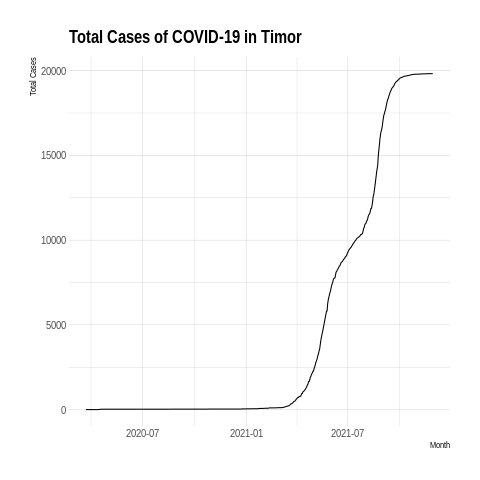 Total Cases of COVID-19 in Timor
Total Cases
20000
15000
10000
5000
0
2020-07 2021-01 2021-07
Month